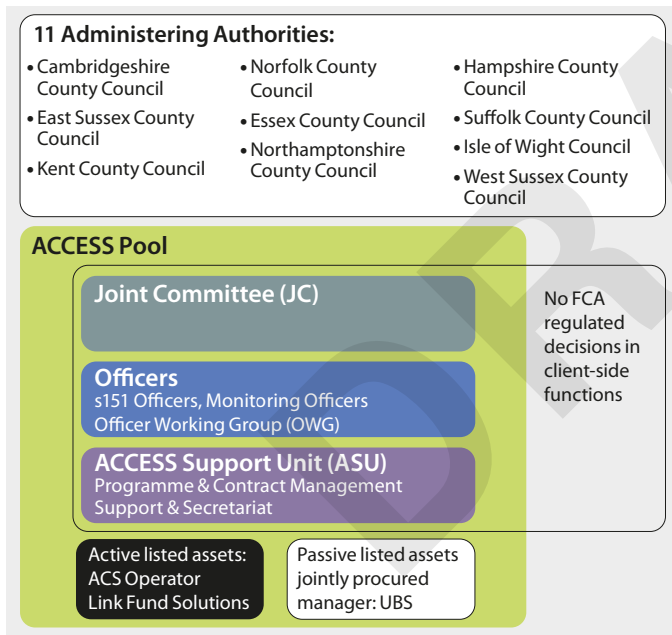 11 Administering Authorities:
• Cambridgeshire
County Council
• East Sussex County
Council
• Kent County Council
• Norfolk County
Council
• Essex County Council
• Northamptonshire
County Council
• Hampshire County
Council
• Suffolk County Council
• Isle of Wight Council
• West Sussex County
Council
ACCESS Pool
Joint Committee (JC)
Officers
s151 Officers, Monitoring Officers
Officer Working Group (OWG)
ACCESS Support Unit (ASU)
Programme & Contract Management
Support & Secretariat
No FCA
regulated
decisions in
client-side
functions
Active listed assets:
ACS Operator
Link Fund Solutions
Passive listed assets
jointly procured
manager: UBS
DRA